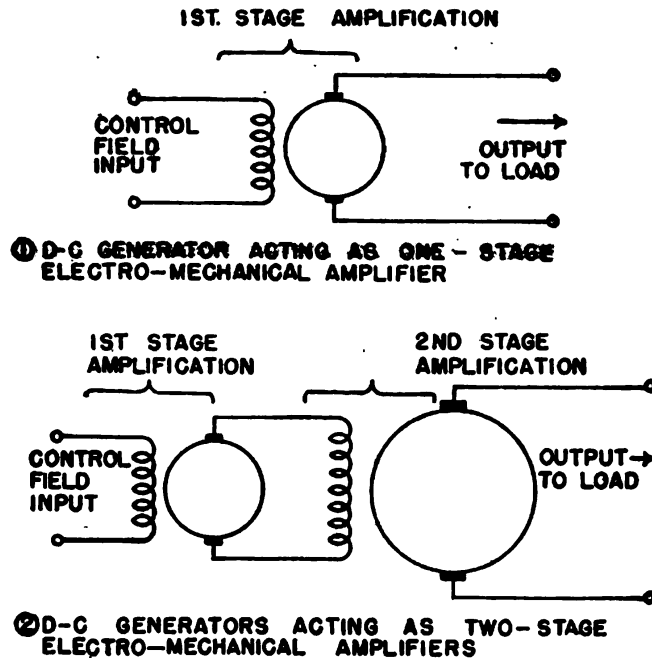 1ST. STAGE AMPLIFICATION
CONTROL
FIELD
INPUT
OUTPUT
TO LOAD
① D-C GENERATOR ACTING AS ONE-STAGE
ELECTRO-MECHANICAL AMPLIFIER
1ST STAGE
AMPLIFICATION
2ND STAGE
AMPLIFICATION
CONTROL
FIELD
INPUT
OUTPUT
TO LOAD
② D-C GENERATORS ACTING AS TWO-STAGE
ELECTRO-MECHANICAL AMPLIFIERS